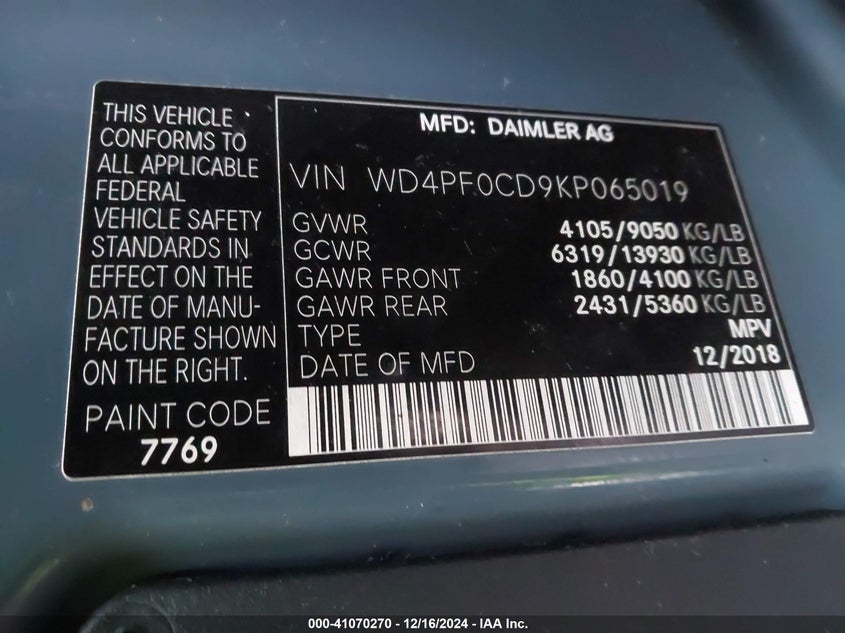 THIS VEHICLE
CONFORMS TO
ALL APPLICABLE
FEDERAL
VEHICLE SAFETY
STANDARDS IN
EFFECT ON THE
DATE OF MANU-
FACTURE SHOWN
ON THE RIGHT.
PAINT CODE
7769
MFD: DAIMLER AG
VIN WD4PF0CD9KP065019
GVWR 4105/9050 KG/LB
GCWR 6319/13930 KG/LB
GAWR FRONT 1860/4100 KG/LB
GAWR REAR 2431/5360 KG/LB
TYPE MPV
DATE OF MFD 12/2018
000-41070270 - 12/16/2024 - IAA Inc.